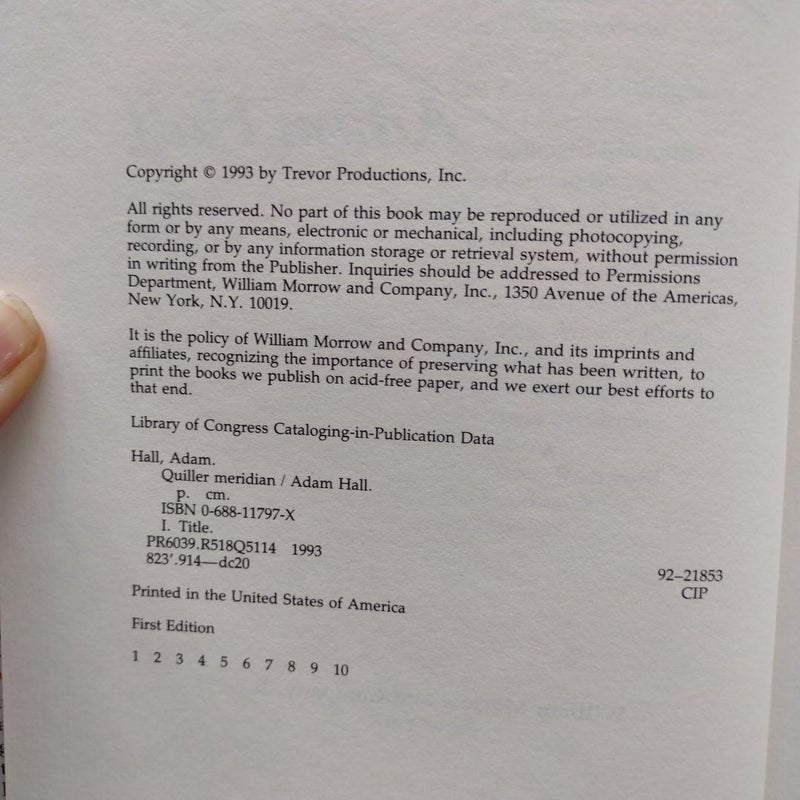 Copyright © 1993 by Trevor Productions, Inc.
All rights reserved. No part of this book may be reproduced or utilized in any
form or by any means, electronic or mechanical, including photocopying,
recording, or by any information storage or retrieval system, without permission
in writing from the Publisher. Inquiries should be addressed to Permissions
Department, William Morrow and Company, Inc., 1350 Avenue of the Americas,
New York, N.Y. 10019.
It is the policy of William Morrow and Company, Inc., and its imprints and
affiliates, recognizing the importance of preserving what has been written, to
print the books we publish on acid-free paper, and we exert our best efforts to
that end.
Library of Congress Cataloging-in-Publication Data
Hall, Adam.
Quiller meridian / Adam Hall.
p. cm.
ISBN 0-688-11797-X
I. Title.
PR6039.R518Q5114 1993
823'.914—dc20
92–21853
CIP
Printed in the United States of America
First Edition
1 2 3 4 5 6 7 8 9 10